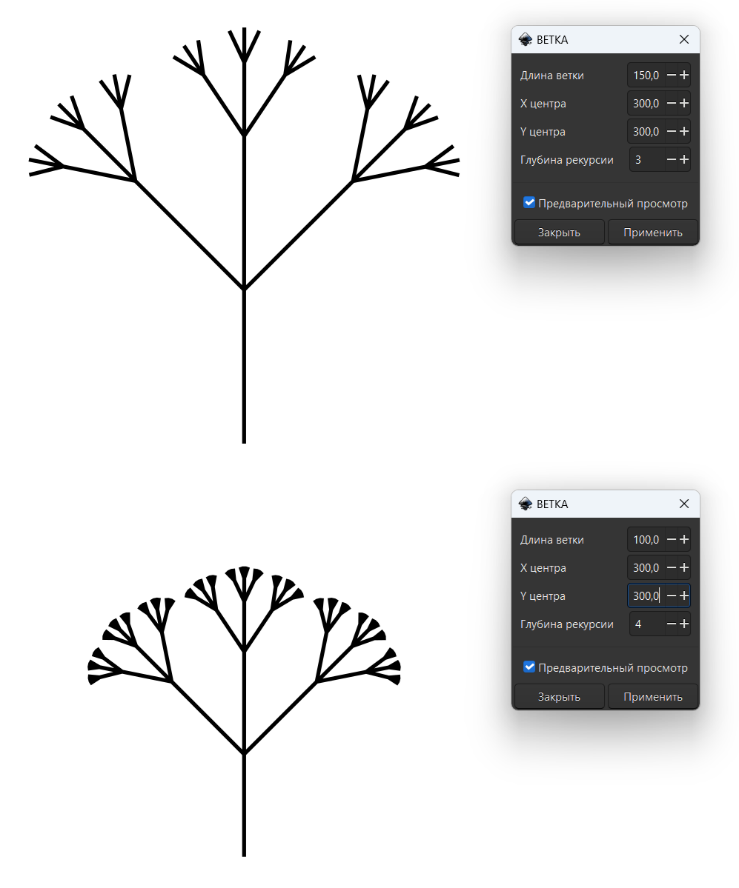 ВЕТКА
Длина ветки 150,0
X центра 300,0
Y центра 300,0
Глубина рекурсии 3
Предварительный просмотр
Закрыть Применить
ВЕТКА
Длина ветки 100,0
X центра 300,0
Y центра 300,0
Глубина рекурсии 4
Предварительный просмотр
Закрыть Применить